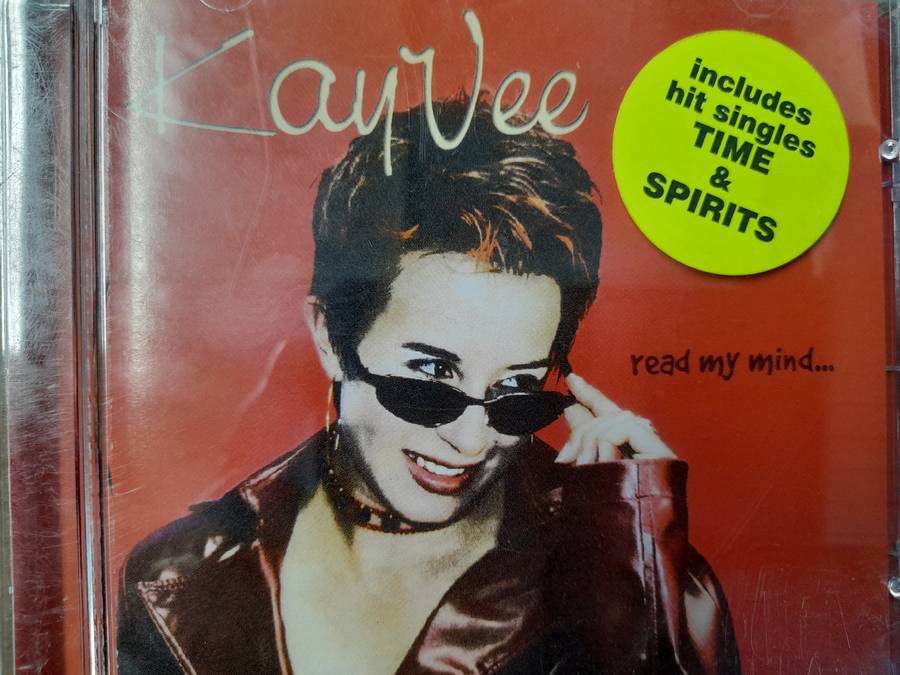 KayVee
includes
hit singles
TIME
&
SPIRITS
read my mind...